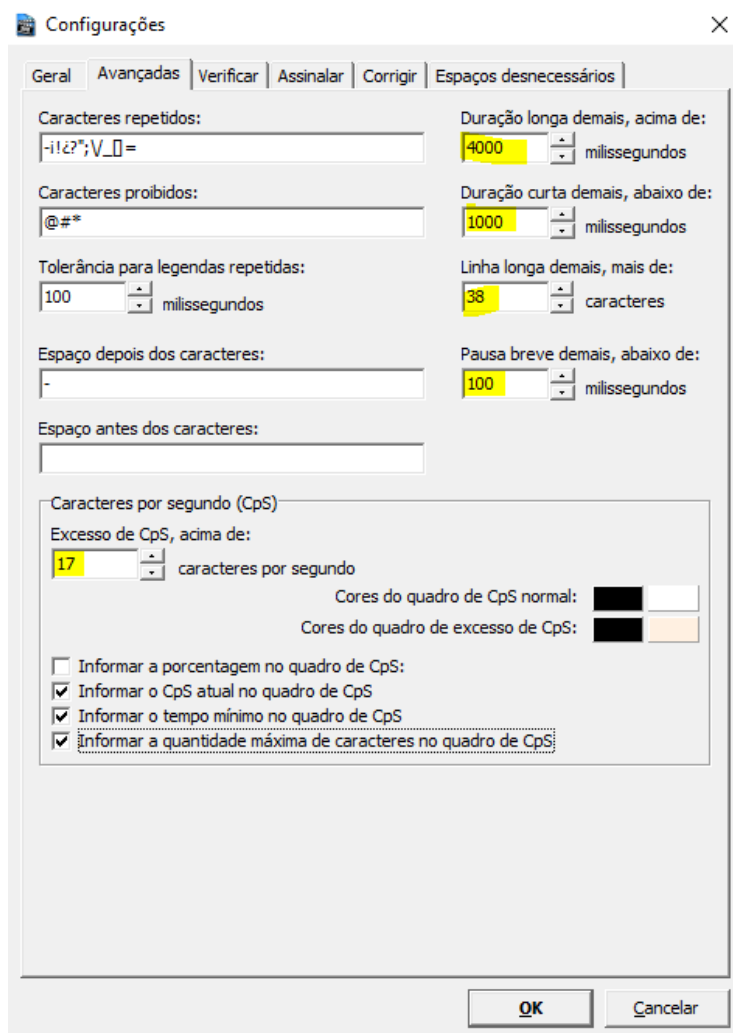 Configurações
Geral Avançadas Verificar Assinalar Corrigir Espaços desnecessários
Caracteres repetidos:
-¡!¿?";\/_[]=
Caracteres proibidos:
@#*
Tolerância para legendas repetidas:
100 milissegundos
Espaço depois dos caracteres:
-
Espaço antes dos caracteres:
Duração longa demais, acima de:
4000 milissegundos
Duração curta demais, abaixo de:
1000 milissegundos
Linha longa demais, mais de:
38 caracteres
Pausa breve demais, abaixo de:
100 milissegundos
Caracteres por segundo (CpS)
Excesso de CpS, acima de:
17 caracteres por segundo
Cores do quadro de CpS normal:
Cores do quadro de excesso de CpS:
Informar a porcentagem no quadro de CpS:
Informar o CpS atual no quadro de CpS
Informar o tempo mínimo no quadro de CpS
Informar a quantidade máxima de caracteres no quadro de CpS
OK Cancelar